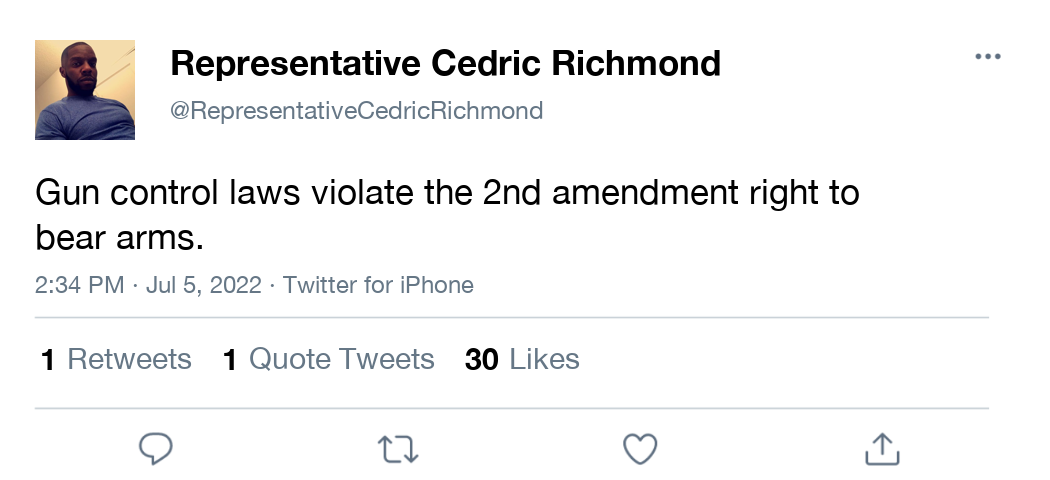 Representative Cedric Richmond
@RepresentativeCedricRichmond
Gun control laws violate the 2nd amendment right to
bear arms.
2:34 PM · Jul 5, 2022 · Twitter for iPhone
1 Retweets 1 Quote Tweets 30 Likes